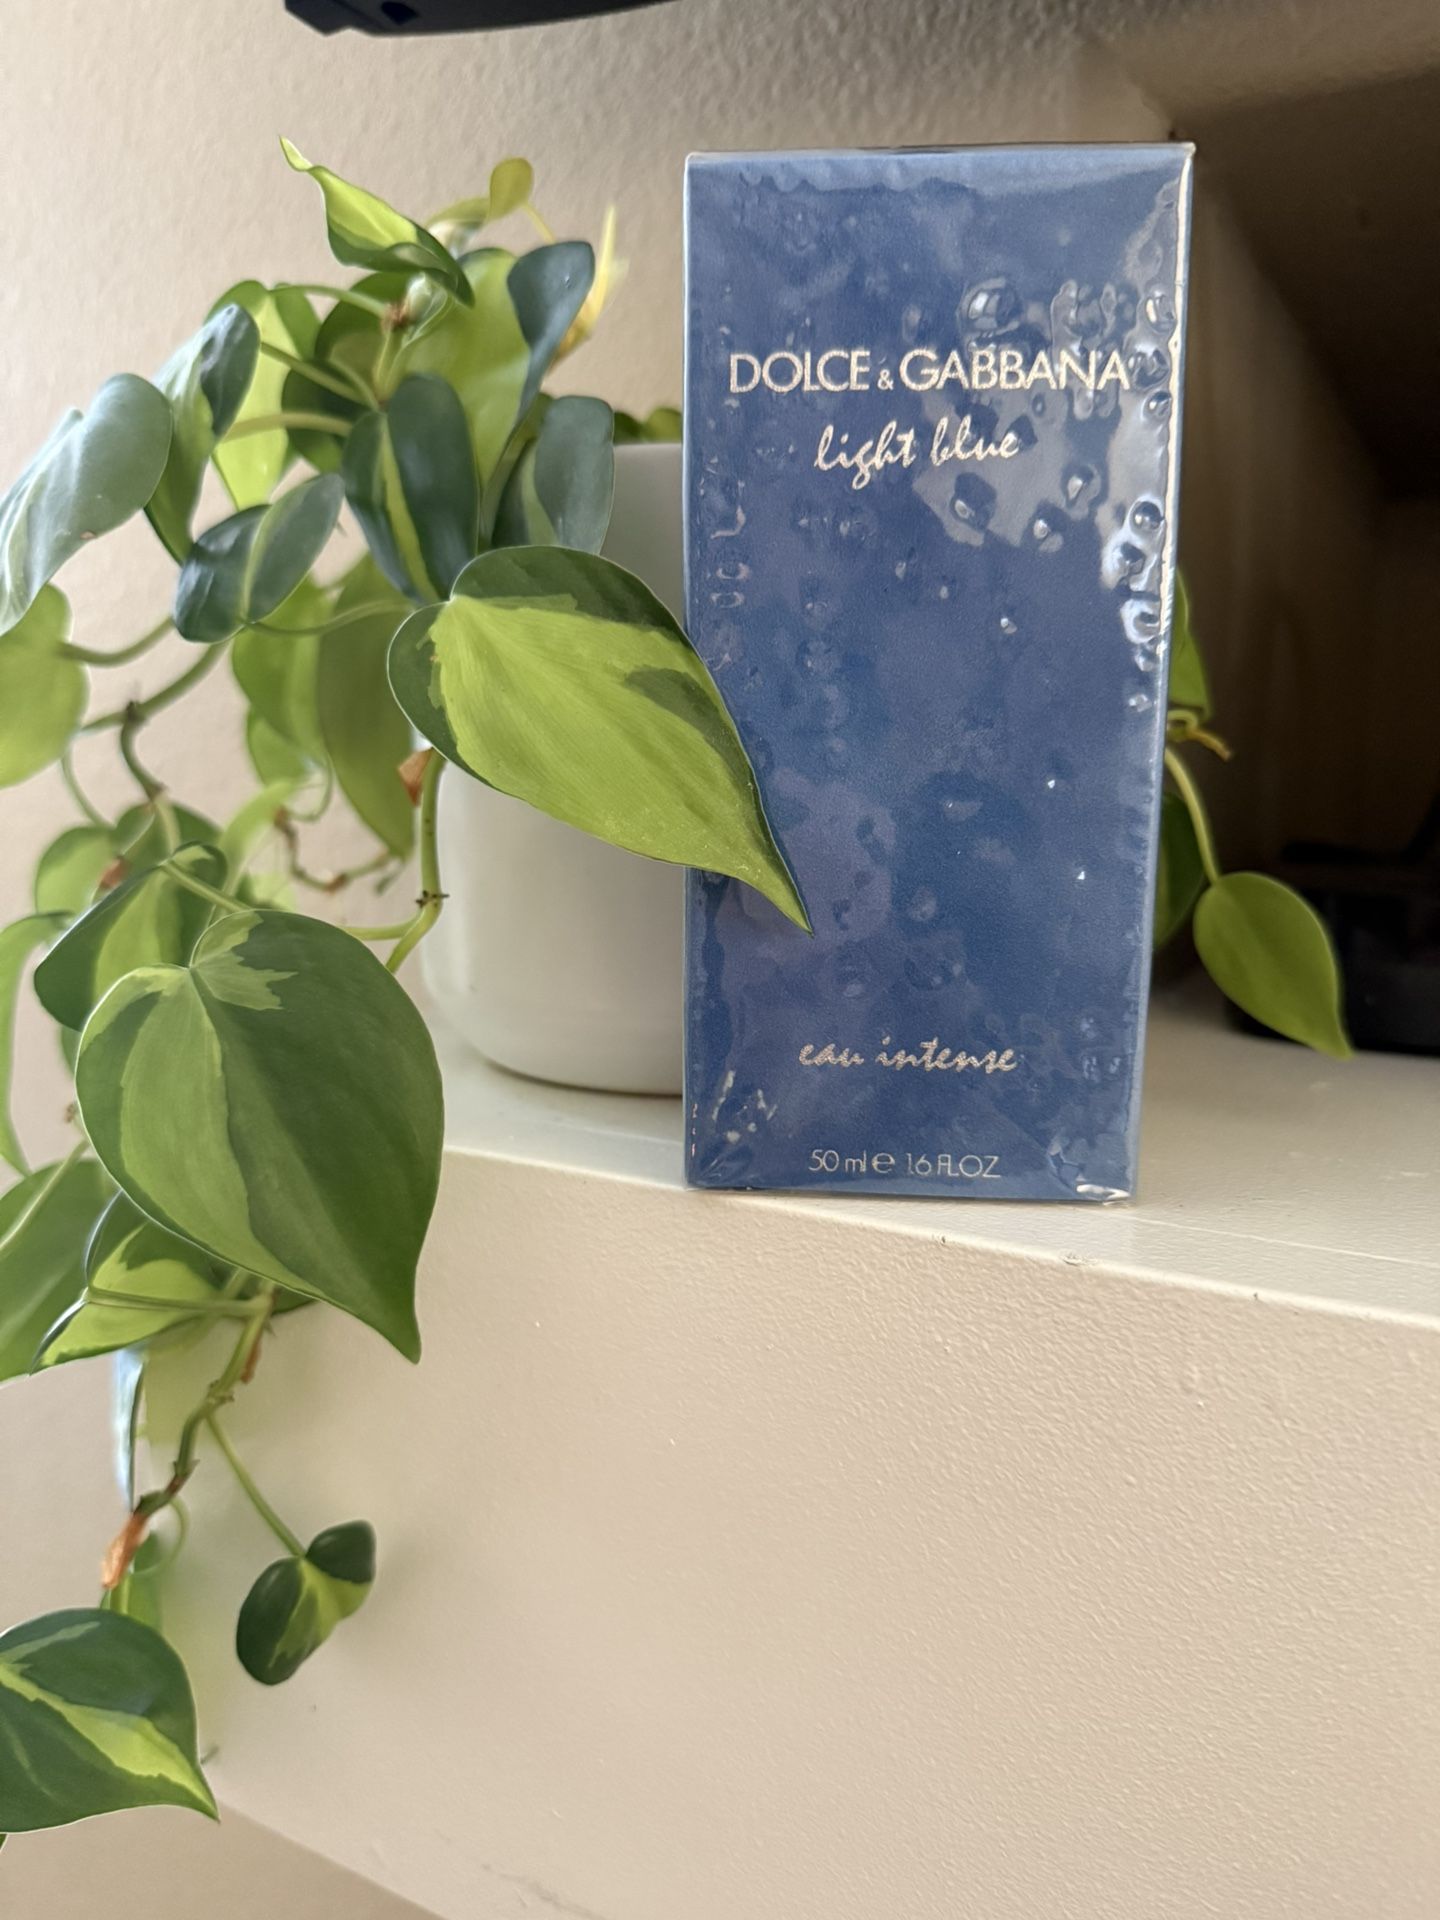 DOLCE & GABBANA
light blue
eau intense
50 ml ℮ 1.6 FL.OZ